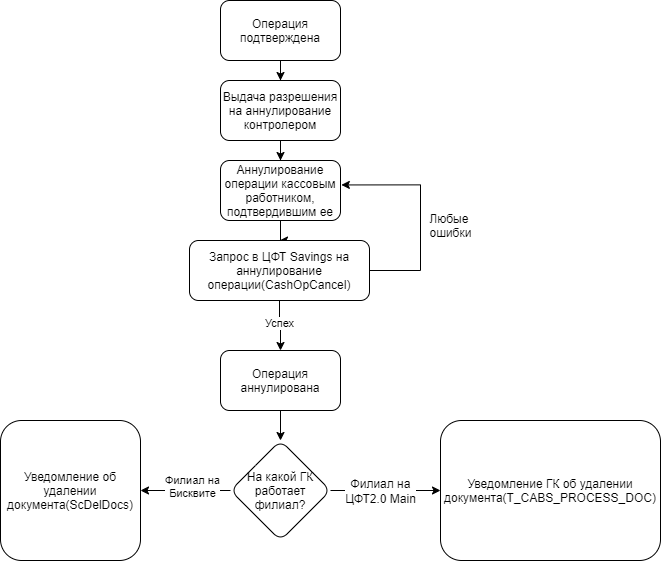 Операция
подтверждена
Выдача разрешения
на аннулирование
контролером
Аннулирование
операции кассовым
работником,
подтвердившим ее
Любые
ошибки
Запрос в ЦФТ Savings на
аннулирование
операции(CashOpCancel)
Успех
Операция
аннулирована
Уведомление об
удалении
документа(ScDelDocs)
Филиал на
Бисквите
На какой ГК
работает
филиал?
Филиал на
ЦФТ2.0 Main
Уведомление ГК об удалении
документа(T_CABS_PROCESS_DOC)